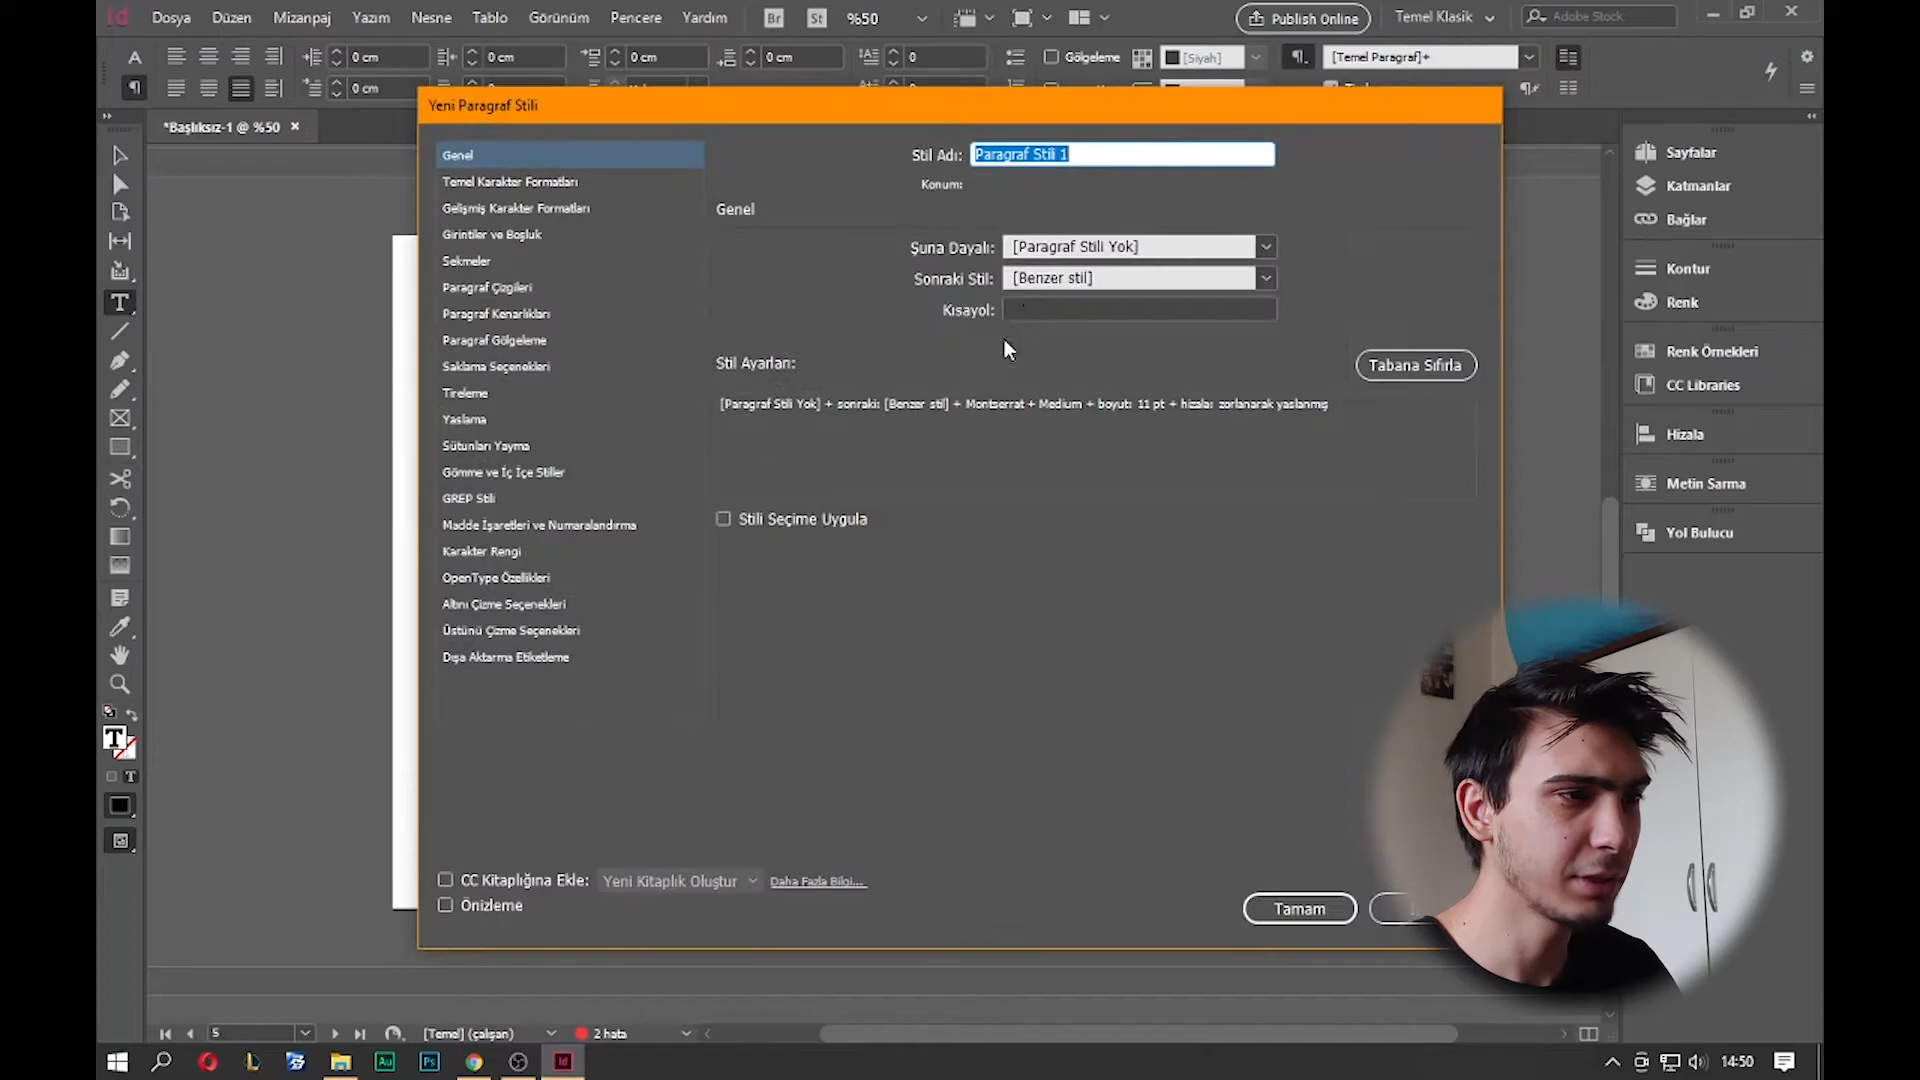 Id Dosya Düzen Mizanpaj Yazım Nesne Tablo Görünüm Pencere Yardım Br St %50 Publish Online Temel Klasik Adobe Stock
A 0 cm 0 cm 0 cm 0 cm 0 Gölgeleme [Siyah] [Temel Paragraf]+
0 cm
*Başlıksız-1 @ %50
Yeni Paragraf Stili
Genel
Temel Karakter Formatları
Gelişmiş Karakter Formatları
Girintiler ve Boşluk
Sekmeler
Paragraf Çizgileri
Paragraf Kenarlıkları
Paragraf Gölgeleme
Saklama Seçenekleri
Tireleme
Yaslama
Sütunları Yayma
Gömme ve İç İçe Stiller
GREP Stili
Madde İşaretleri ve Numaralandırma
Karakter Rengi
OpenType Özellikleri
Altını Çizme Seçenekleri
Üstünü Çizme Seçenekleri
Dışa Aktarma Etiketleme
Stil Adı: Paragraf Stili 1
Konum:
Genel
Şuna Dayalı: [Paragraf Stili Yok]
Sonraki Stil: [Benzer stil]
Kısayol:
Stil Ayarları:
Tabana Sıfırla
[Paragraf Stili Yok] + sonraki: [Benzer stil] + Montserrat + Medium + boyut: 11 pt + hizala: zorlanarak yaslanmış
Stili Seçime Uygula
CC Kitaplığına Ekle: Yeni Kitaplık Oluştur Daha Fazla Bilgi...
Önizleme
Tamam
Sayfalar
Katmanlar
Bağlar
Kontur
Renk
Renk Örnekleri
CC Libraries
Hizala
Metin Sarma
Yol Bulucu
5 [Temel] (çalışan) 2 hata
Au Ps Id 14:50